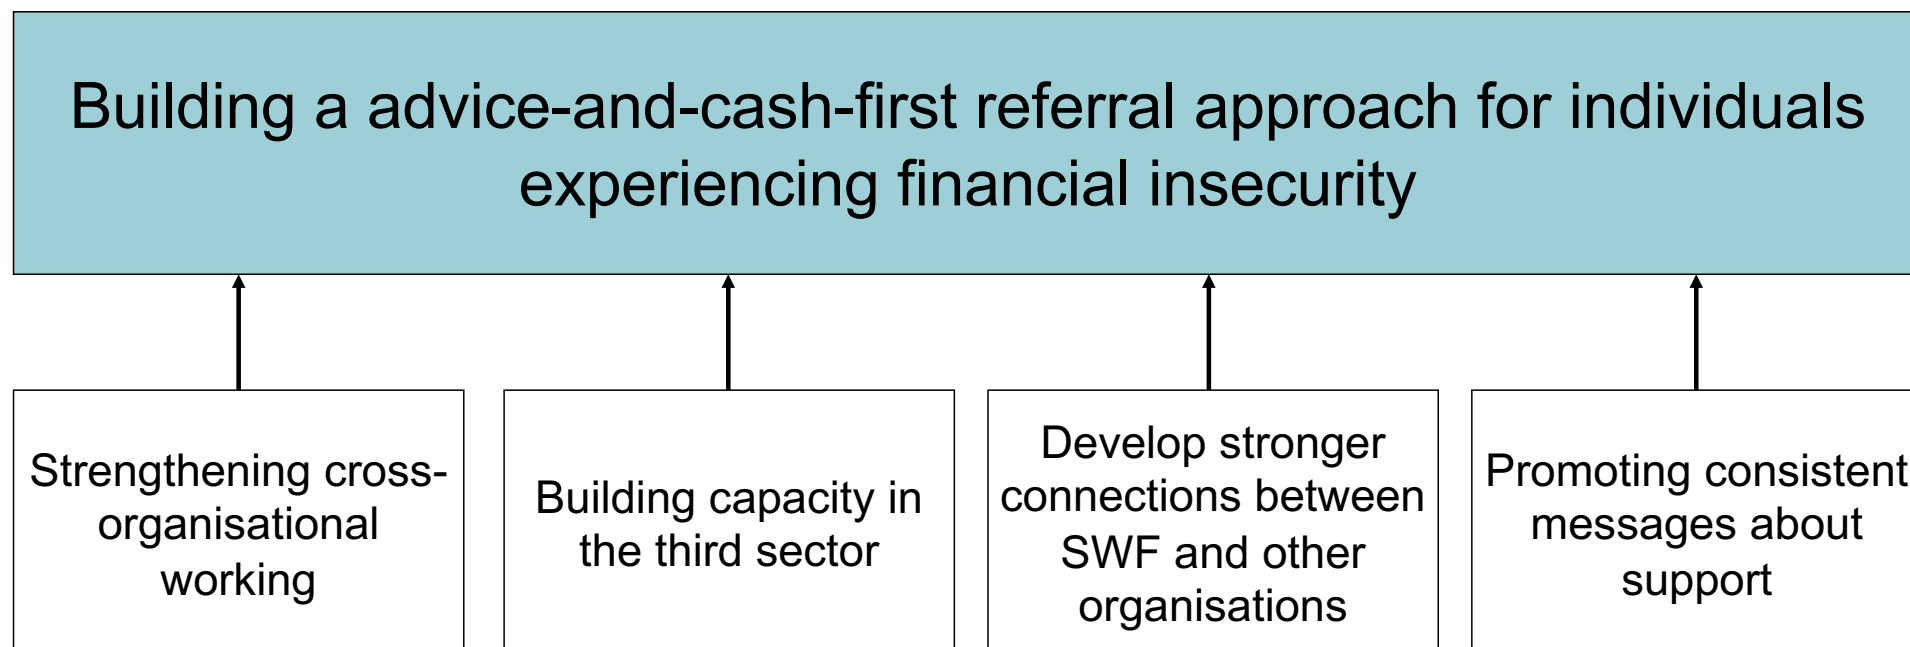 Building a advice-and-cash-first referral approach for individuals
experiencing financial insecurity
Strengthening cross-
organisational
working
Building capacity in
the third sector
Develop stronger
connections between
SWF and other
organisations
Promoting consistent
messages about
support